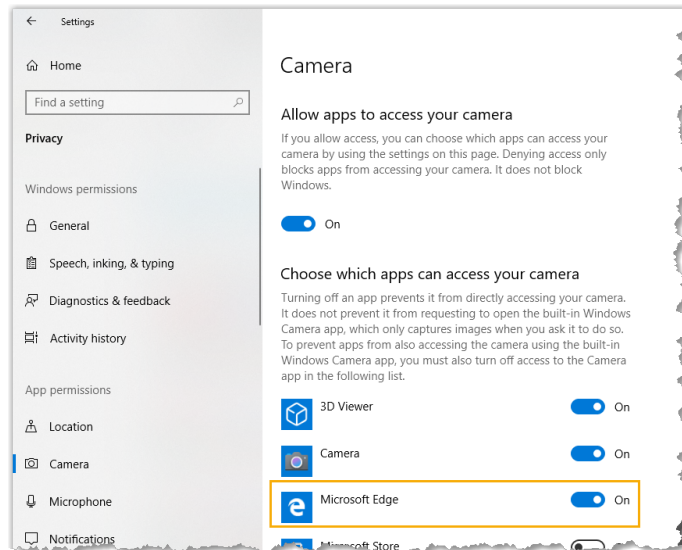 Settings
Home
Find a setting
Privacy
Windows permissions
General
Speech, inking, & typing
Diagnostics & feedback
Activity history
App permissions
Location
Camera
Microphone
Notifications
Camera
Allow apps to access your camera
If you allow access, you can choose which apps can access your
camera by using the settings on this page. Denying access only
blocks apps from accessing your camera. It does not block
Windows.
On
Choose which apps can access your camera
Turning off an app prevents it from directly accessing your camera.
It does not prevent it from requesting to open the built-in Windows
Camera app, which only captures images when you ask it to do so.
To prevent apps from also accessing the camera using the built-in
Windows Camera app, you must also turn off access to the Camera
app in the following list.
3D Viewer On
Camera On
Microsoft Edge On
Microsoft Store